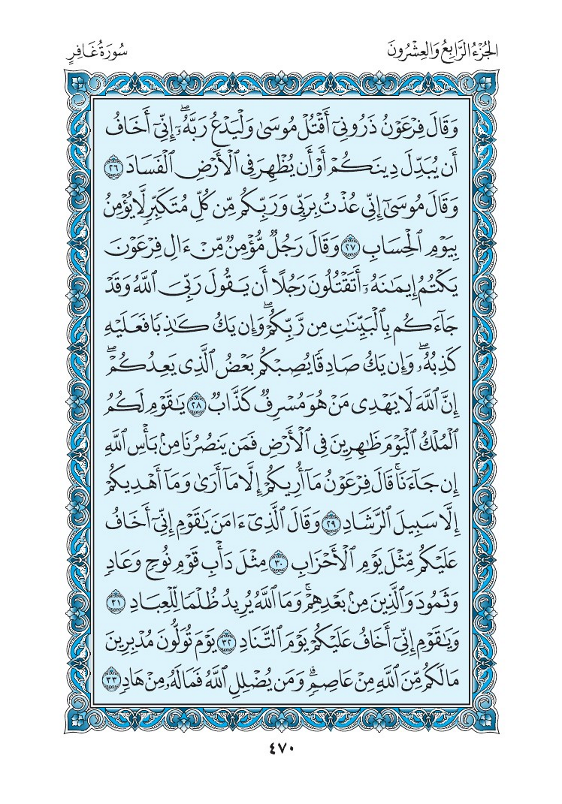 الجُزْءُ الرَّابِعُ وَالعِشْرُونَ
سُورَةُ غَافِرٍ
وَقَالَ فِرْعَوْنُ ذَرُونِيٓ أَقْتُلْ مُوسَىٰ وَلْيَدْعُ رَبَّهُۥٓۖ إِنِّيٓ أَخَافُ
أَن يُبَدِّلَ دِينَكُمْ أَوْ أَن يُظْهِرَ فِي ٱلْأَرْضِ ٱلْفَسَادَ ٢٦
وَقَالَ مُوسَىٰٓ إِنِّي عُذْتُ بِرَبِّي وَرَبِّكُم مِّن كُلِّ مُتَكَبِّرٍ لَّا يُؤْمِنُ
بِيَوْمِ ٱلْحِسَابِ ٢٧ وَقَالَ رَجُلٌ مُّؤْمِنٌ مِّنْ ءَالِ فِرْعَوْنَ
يَكْتُمُ إِيمَٰنَهُۥٓ أَتَقْتُلُونَ رَجُلًا أَن يَقُولَ رَبِّيَ ٱللَّهُ وَقَدْ
جَآءَكُم بِٱلْبَيِّنَٰتِ مِن رَّبِّكُمْۖ وَإِن يَكُ كَٰذِبًا فَعَلَيْهِ
كَذِبُهُۥۖ وَإِن يَكُ صَادِقًا يُصِبْكُم بَعْضُ ٱلَّذِي يَعِدُكُمْۖ
إِنَّ ٱللَّهَ لَا يَهْدِي مَنْ هُوَ مُسْرِفٌ كَذَّابٌ ٢٨ يَٰقَوْمِ لَكُمُ
ٱلْمُلْكُ ٱلْيَوْمَ ظَٰهِرِينَ فِي ٱلْأَرْضِ فَمَن يَنصُرُنَا مِنۢ بَأْسِ ٱللَّهِ
إِن جَآءَنَاۚ قَالَ فِرْعَوْنُ مَآ أُرِيكُمْ إِلَّا مَآ أَرَىٰ وَمَآ أَهْدِيكُمْ
إِلَّا سَبِيلَ ٱلرَّشَادِ ٢٩ وَقَالَ ٱلَّذِيٓ ءَامَنَ يَٰقَوْمِ إِنِّيٓ أَخَافُ
عَلَيْكُم مِّثْلَ يَوْمِ ٱلْأَحْزَابِ ٣٠ مِثْلَ دَأْبِ قَوْمِ نُوحٍ وَعَادٍ
وَثَمُودَ وَٱلَّذِينَ مِنۢ بَعْدِهِمْۚ وَمَا ٱللَّهُ يُرِيدُ ظُلْمًا لِّلْعِبَادِ ٣١
وَيَٰقَوْمِ إِنِّيٓ أَخَافُ عَلَيْكُمْ يَوْمَ ٱلتَّنَادِ ٣٢ يَوْمَ تُوَلُّونَ مُدْبِرِينَ
مَا لَكُم مِّنَ ٱللَّهِ مِنْ عَاصِمٍۗ وَمَن يُضْلِلِ ٱللَّهُ فَمَا لَهُۥ مِنْ هَادٍ ٣٣
٤٧٠